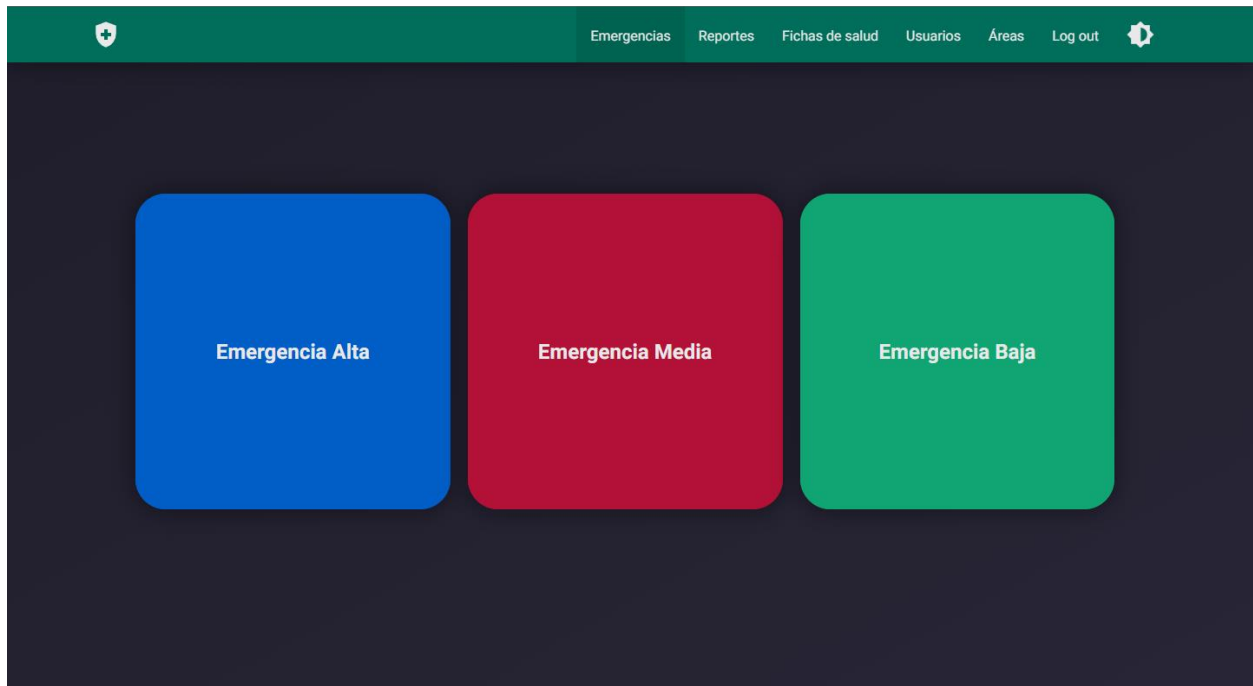 Emergencias Reportes Fichas de salud Usuarios Áreas Log out
Emergencia Alta
Emergencia Media
Emergencia Baja